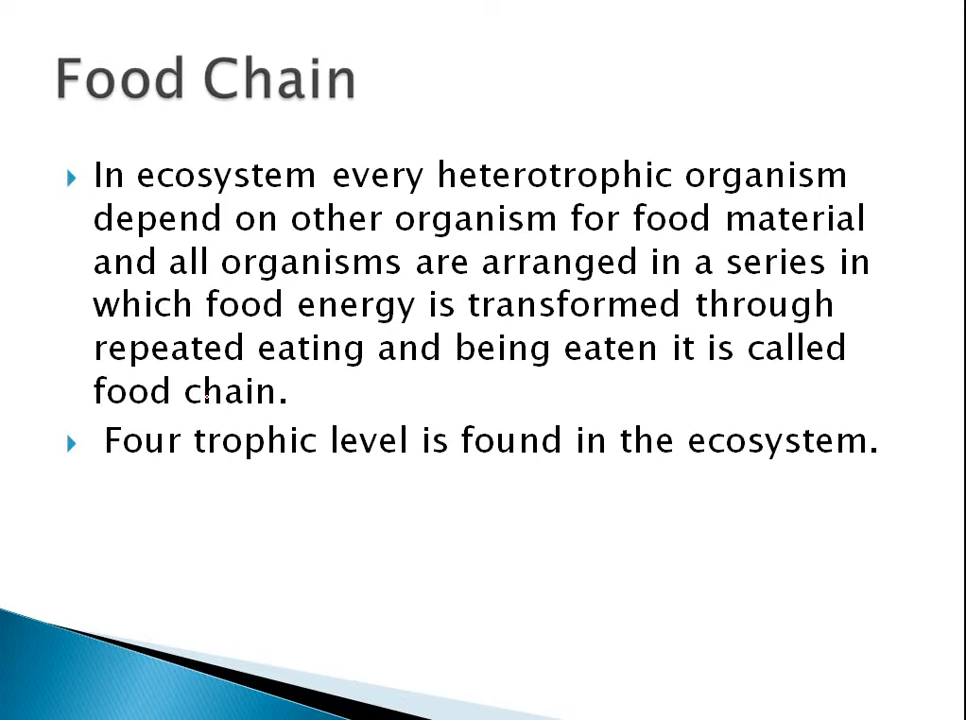 Food Chain
In ecosystem every heterotrophic organism
depend on other organism for food material
and all organisms are arranged in a series in
which food energy is transformed through
repeated eating and being eaten it is called
food chain.
Four trophic level is found in the ecosystem.